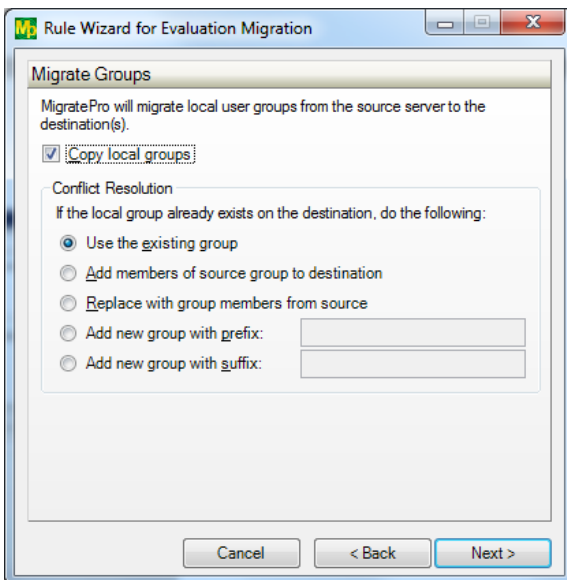 Mp Rule Wizard for Evaluation Migration
Migrate Groups
MigratePro will migrate local user groups from the source server to the
destination(s).
Copy local groups
Conflict Resolution
If the local group already exists on the destination, do the following:
Use the existing group
Add members of source group to destination
Replace with group members from source
Add new group with prefix:
Add new group with suffix:
Cancel
< Back
Next >